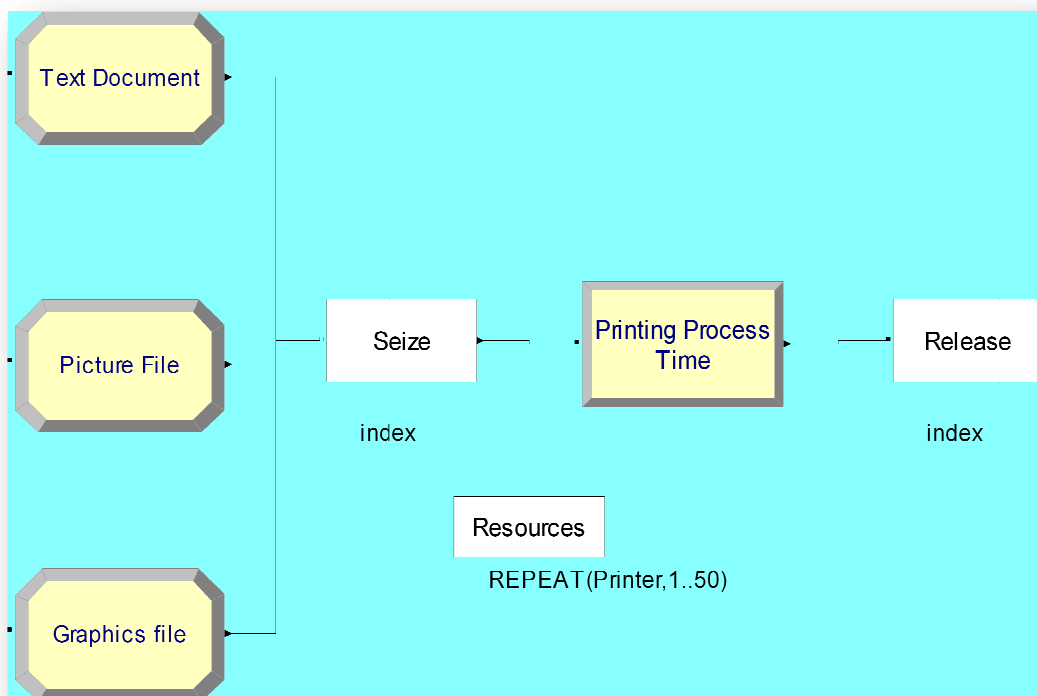 Text Document
Picture File
Seize
Printing Process
Time
Release
index
index
Resources
REPEAT(Printer,1..50)
Graphics file